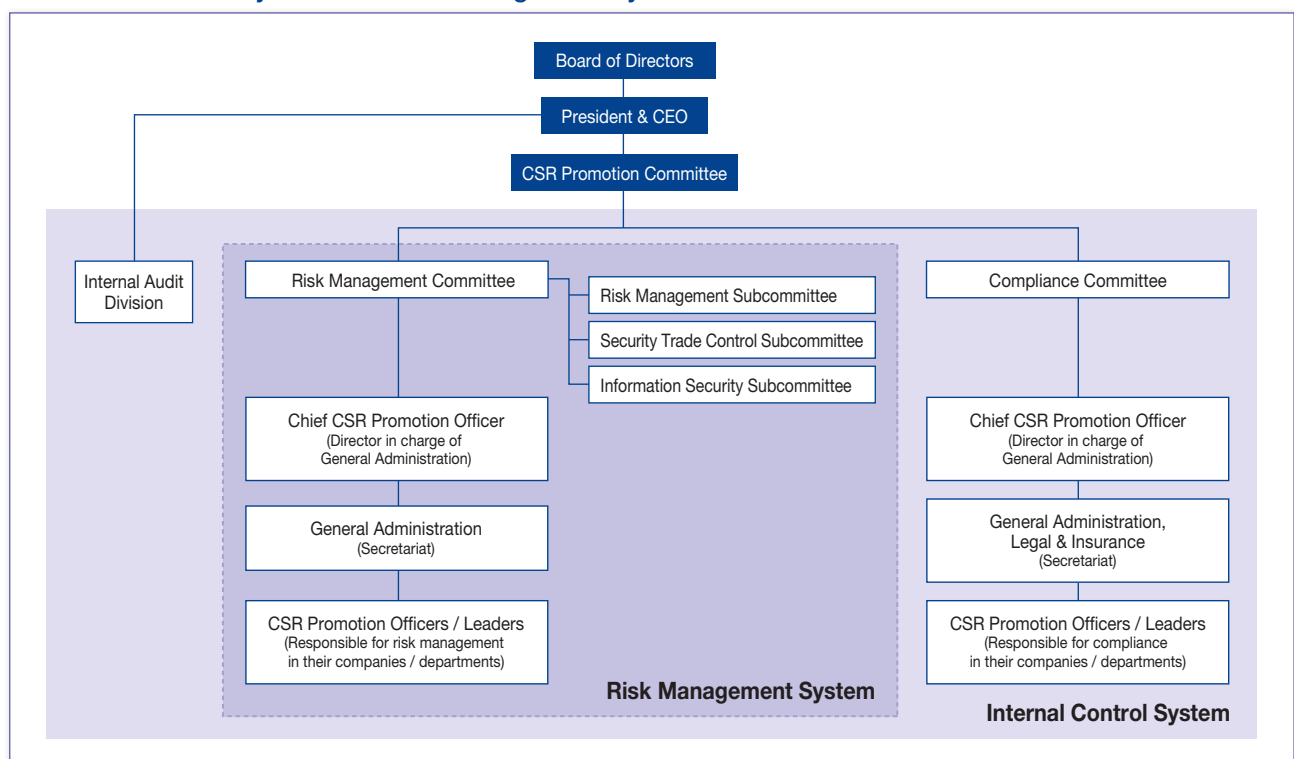 Board of Directors
President & CEO
CSR Promotion Committee
Internal Audit
Division
Risk Management Committee
Risk Management Subcommittee
Security Trade Control Subcommittee
Information Security Subcommittee
Compliance Committee
Chief CSR Promotion Officer
(Director in charge of
General Administration)
General Administration
(Secretariat)
CSR Promotion Officers / Leaders
(Responsible for risk management
in their companies / departments)
Risk Management System
Chief CSR Promotion Officer
(Director in charge of
General Administration)
General Administration,
Legal & Insurance
(Secretariat)
CSR Promotion Officers / Leaders
(Responsible for compliance
in their companies / departments)
Internal Control System